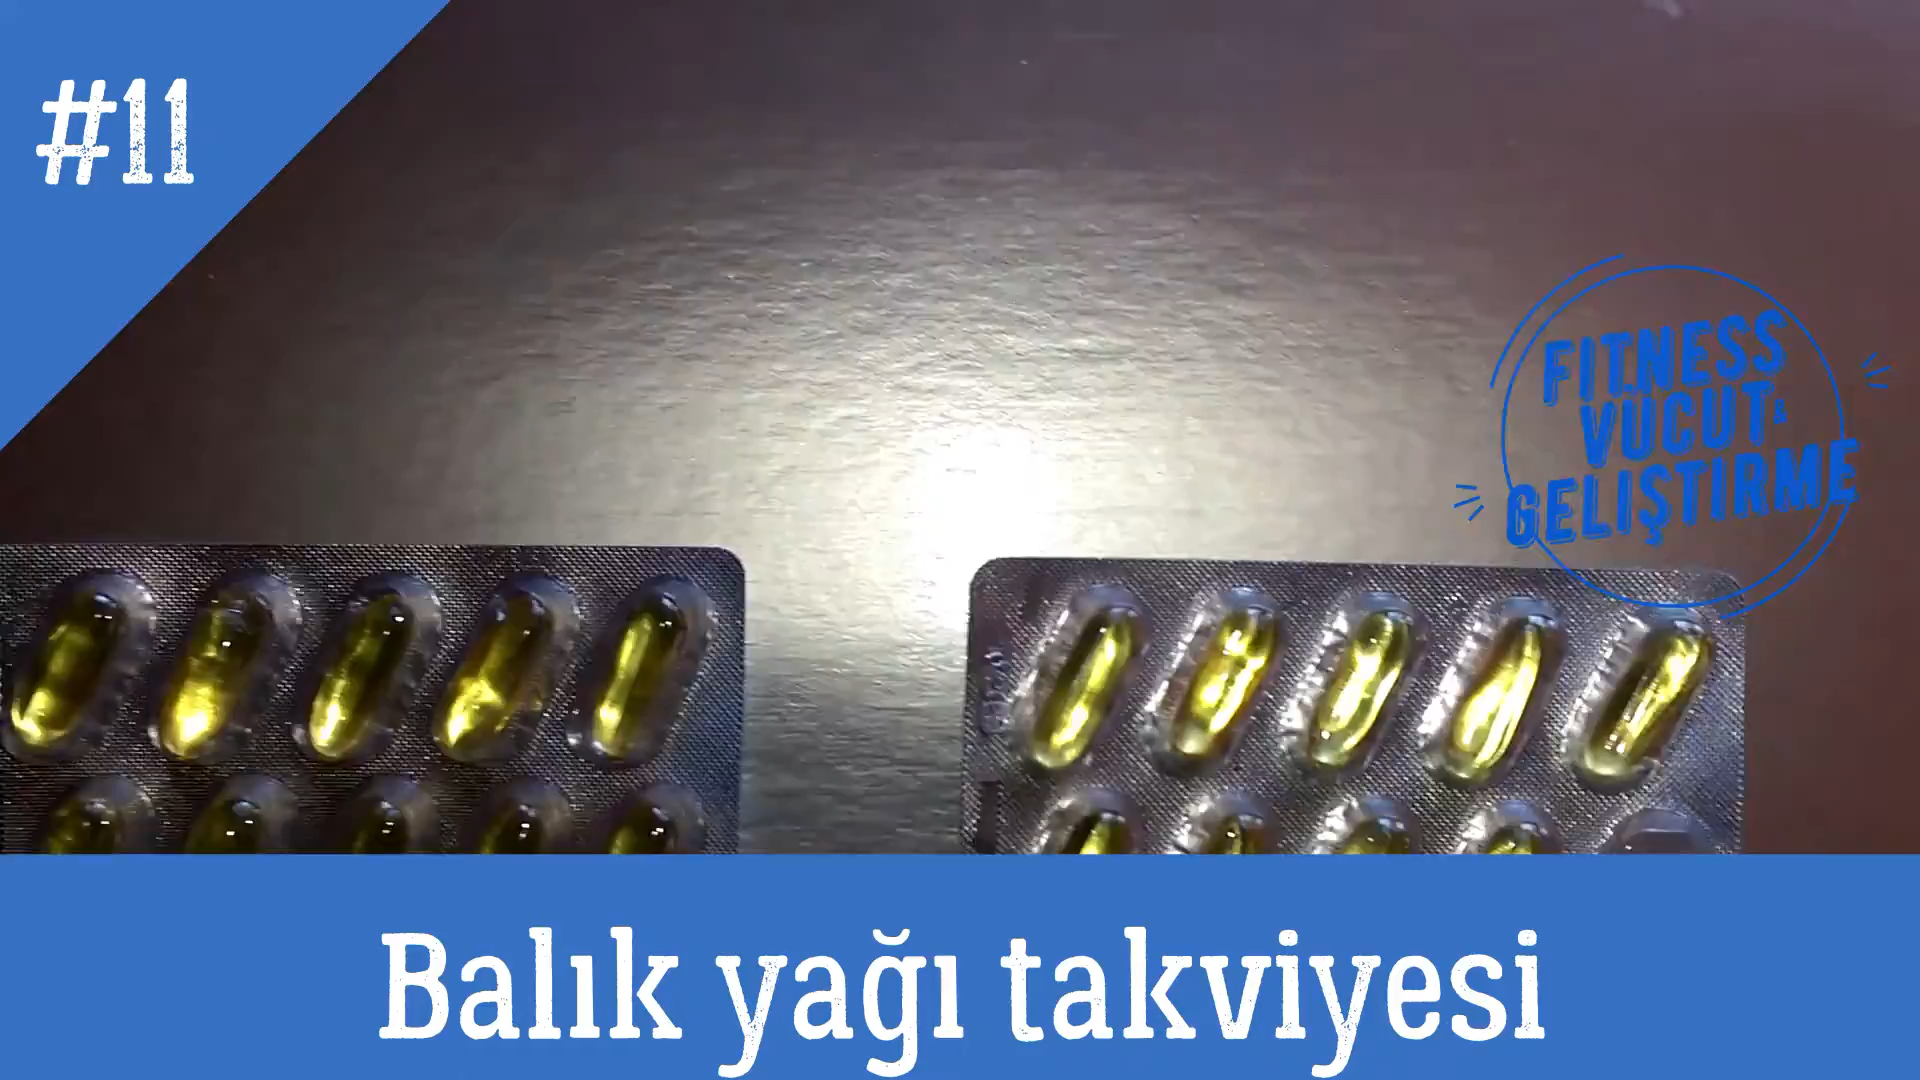 #11
FITNESS
VÜCUT&
GELİŞTİRME
Balık yağı takviyesi